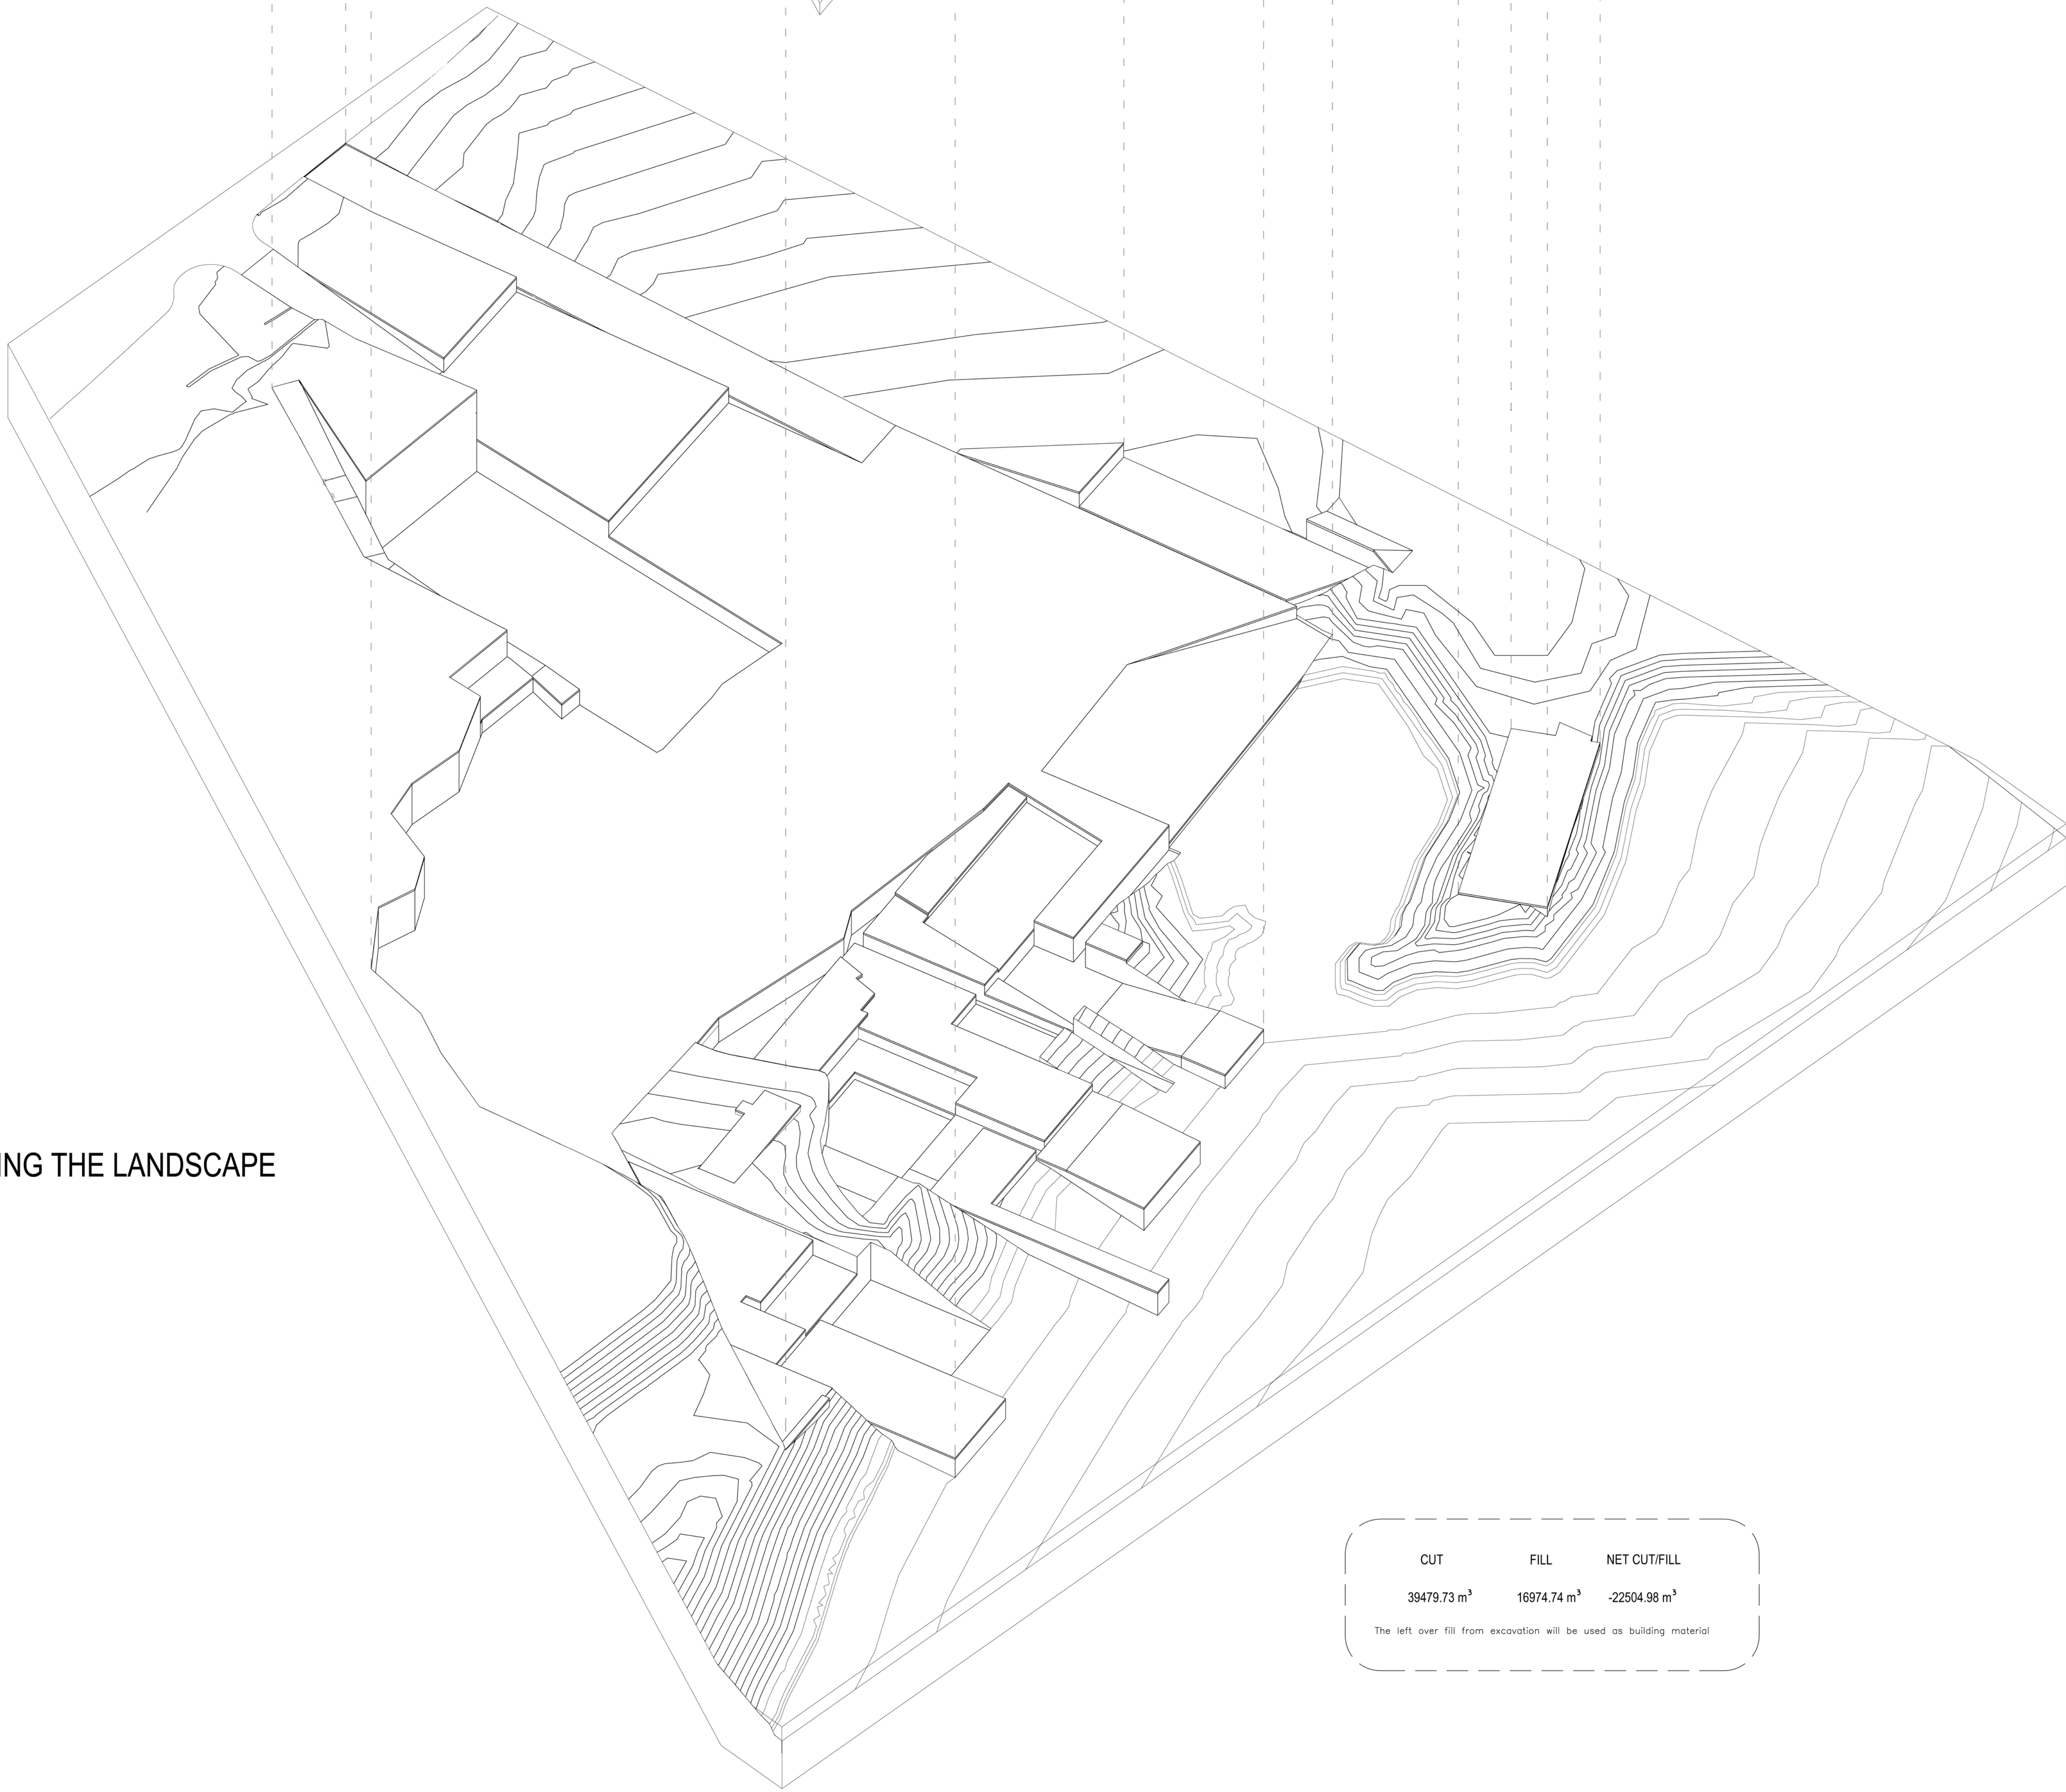 ING THE LANDSCAPE
CUT FILL NET CUT/FILL
39479.73 m³ 16974.74 m³ -22504.98 m³
The left over fill from excavation will be used as building material